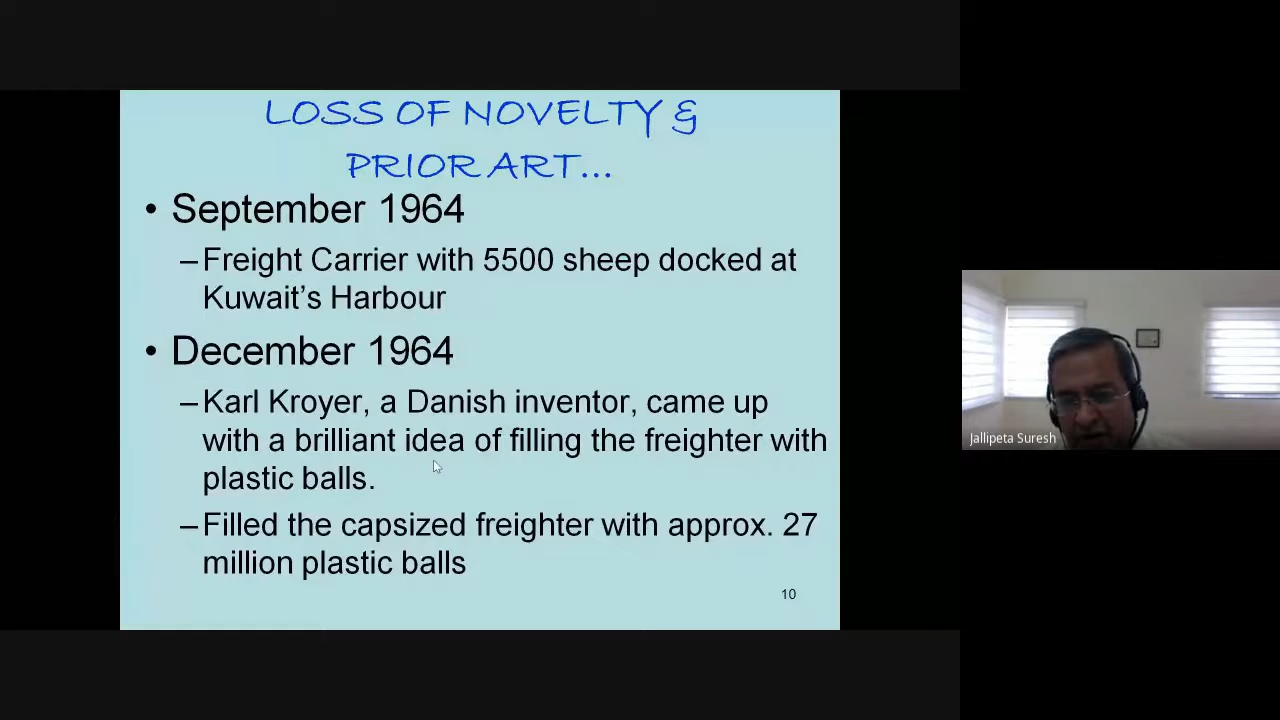 LOSS OF NOVELTY &
PRIOR ART...
• September 1964
–Freight Carrier with 5500 sheep docked at
Kuwait's Harbour
• December 1964
–Karl Kroyer, a Danish inventor, came up
with a brilliant idea of filling the freighter with
plastic balls.
–Filled the capsized freighter with approx. 27
million plastic balls
10
Jallipeta Suresh